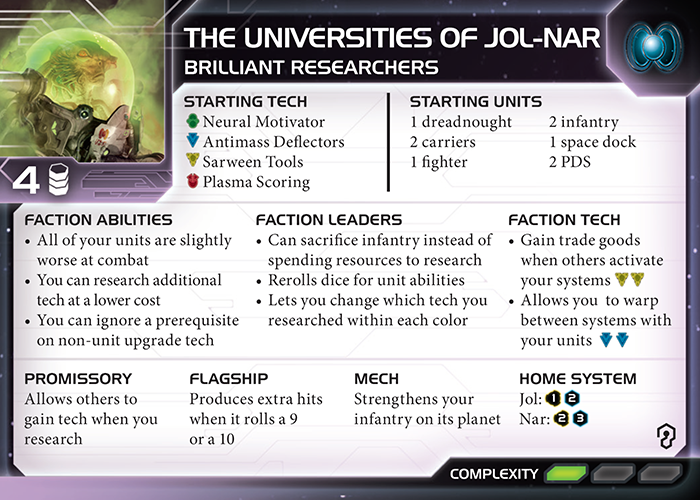 THE UNIVERSITIES OF JOL-NAR
BRILLIANT RESEARCHERS
4
STARTING TECH
Neural Motivator
Antimass Deflectors
Sarween Tools
Plasma Scoring
STARTING UNITS
1 dreadnought
2 carriers
1 fighter
2 infantry
1 space dock
2 PDS
FACTION ABILITIES
• All of your units are slightly
worse at combat
• You can research additional
tech at a lower cost
• You can ignore a prerequisite
on non-unit upgrade tech
FACTION LEADERS
• Can sacrifice infantry instead of
spending resources to research
• Rerolls dice for unit abilities
• Lets you change which tech you
researched within each color
FACTION TECH
• Gain trade goods
when others activate
your systems
• Allows you to warp
between systems with
your units
PROMISSORY
Allows others to
gain tech when you
research
FLAGSHIP
Produces extra hits
when it rolls a 9
or a 10
MECH
Strengthens your
infantry on its planet
HOME SYSTEM
Jol: 1 2
Nar: 2 3
COMPLEXITY